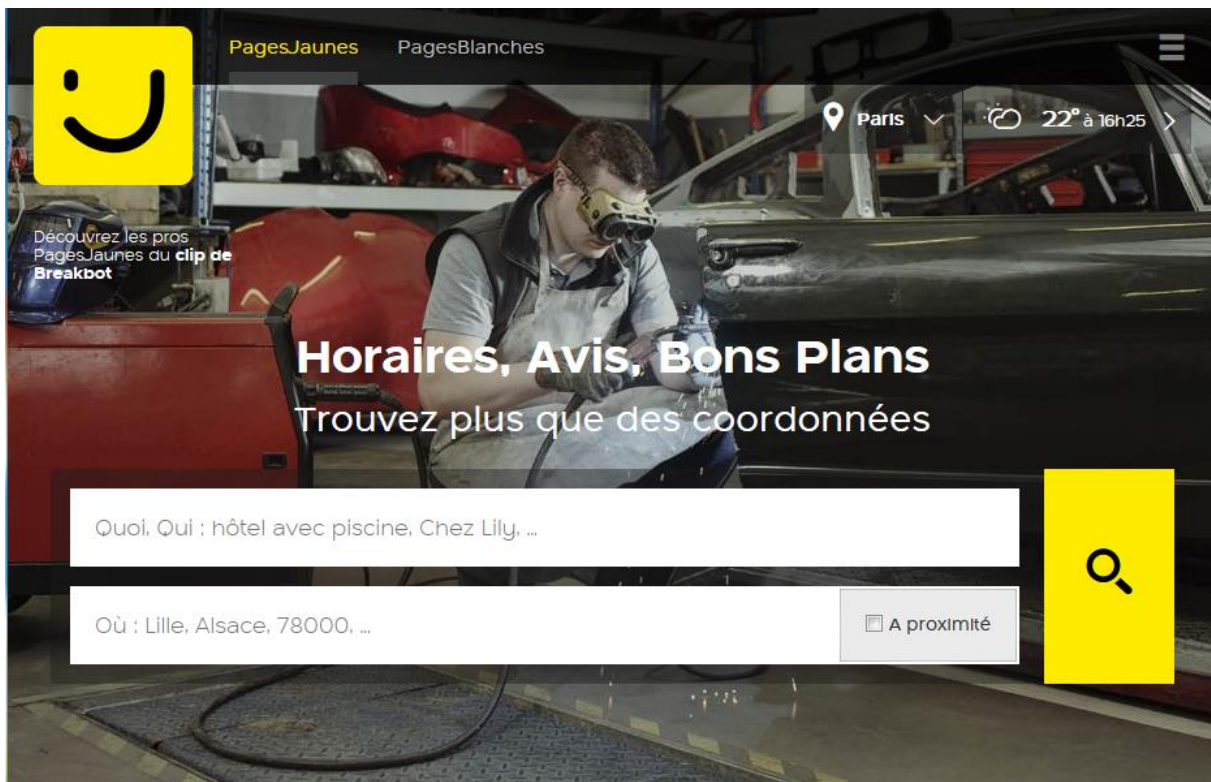 PagesJaunes
PagesBlanches
Paris
22° à 16h25
Découvrez les pros
PagesJaunes du clip de
Breakbot
Horaires, Avis, Bons Plans
Trouvez plus que des coordonnées
Quoi, Qui : hôtel avec piscine, Chez Lily, ...
Où : Lille, Alsace, 78000, ...
A proximité